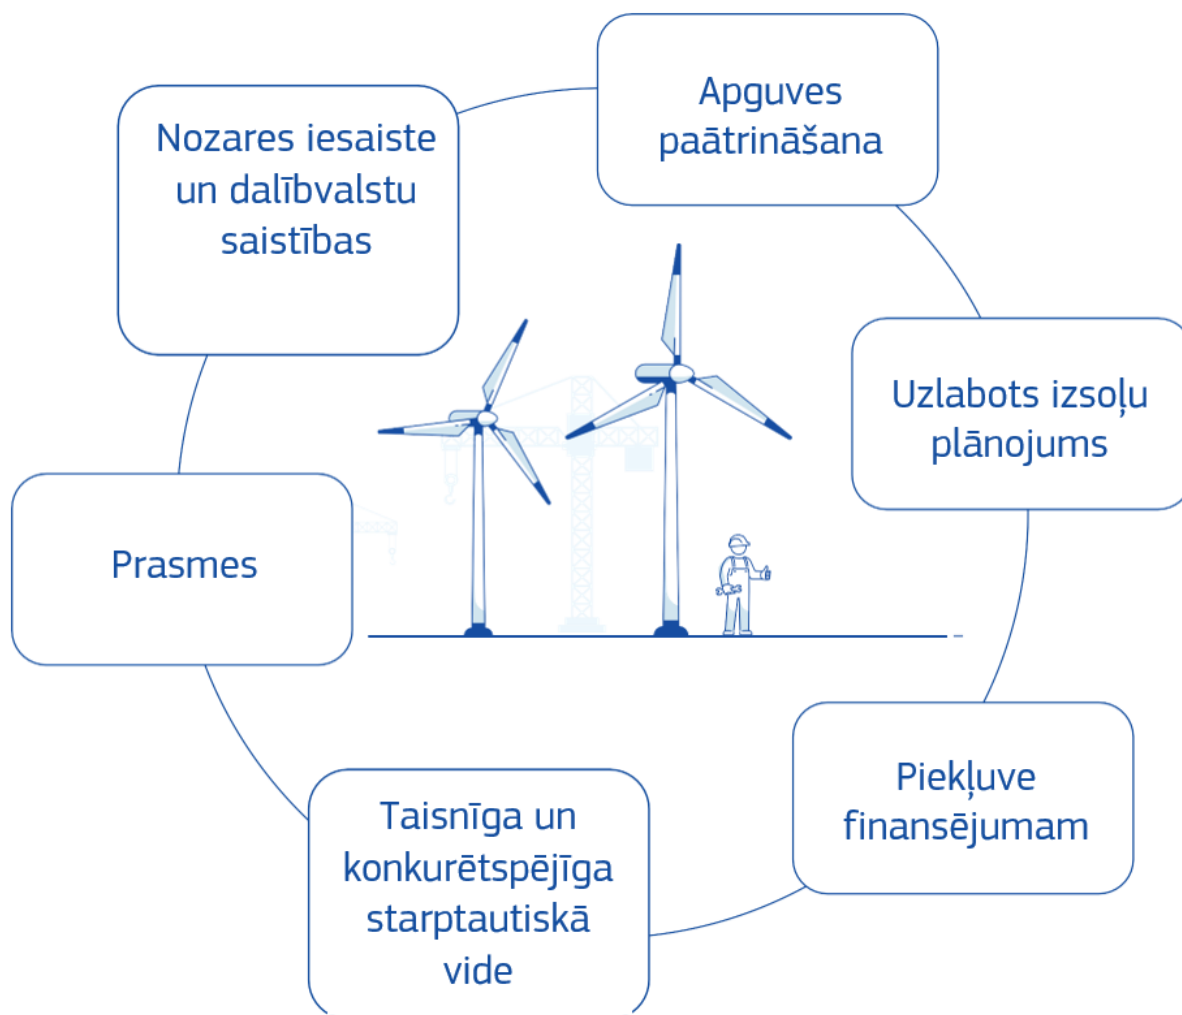 Apguves
paātrināšana
Uzlabots izsoļu
plānojums
Piekļuve
finansējumam
Taisnīga un
konkurētspējīga
starptautiskā
vide
Prasmes
Nozares iesaiste
un dalībvalstu
saistības